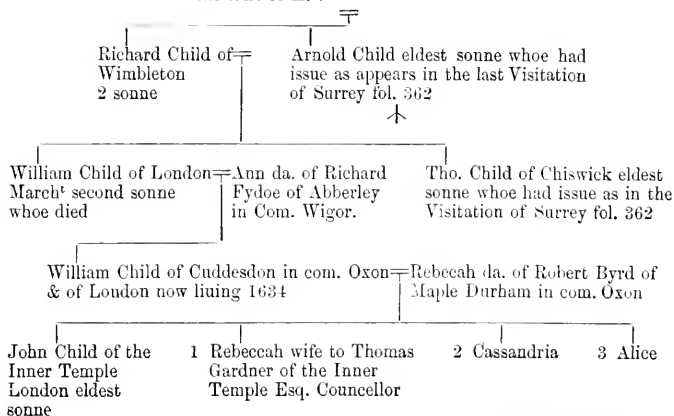 Richard Child of
Wimbleton
2 sonne
Arnold Child eldest sonne whoe had
issue as appears in the last Visitation
of Surrey fol. 362
William Child of London
Marcht second sonne
whoe died
Ann da. of Richard
Fydoe of Abberley
in Com. Wigor.
Tho. Child of Chiswick eldest
sonne whoe had issue as in the
Visitation of Surrey fol. 362
William Child of Cuddesdon in com. Oxon
& of London now liuing 1634
Rebecah da. of Robert Byrd of
Maple Durham in com. Oxon
John Child of the
Inner Temple
London eldest
sonne
1 Rebeccah wife to Thomas
Gardner of the Inner
Temple Esq. Councellor
2 Cassandria
3 Alice